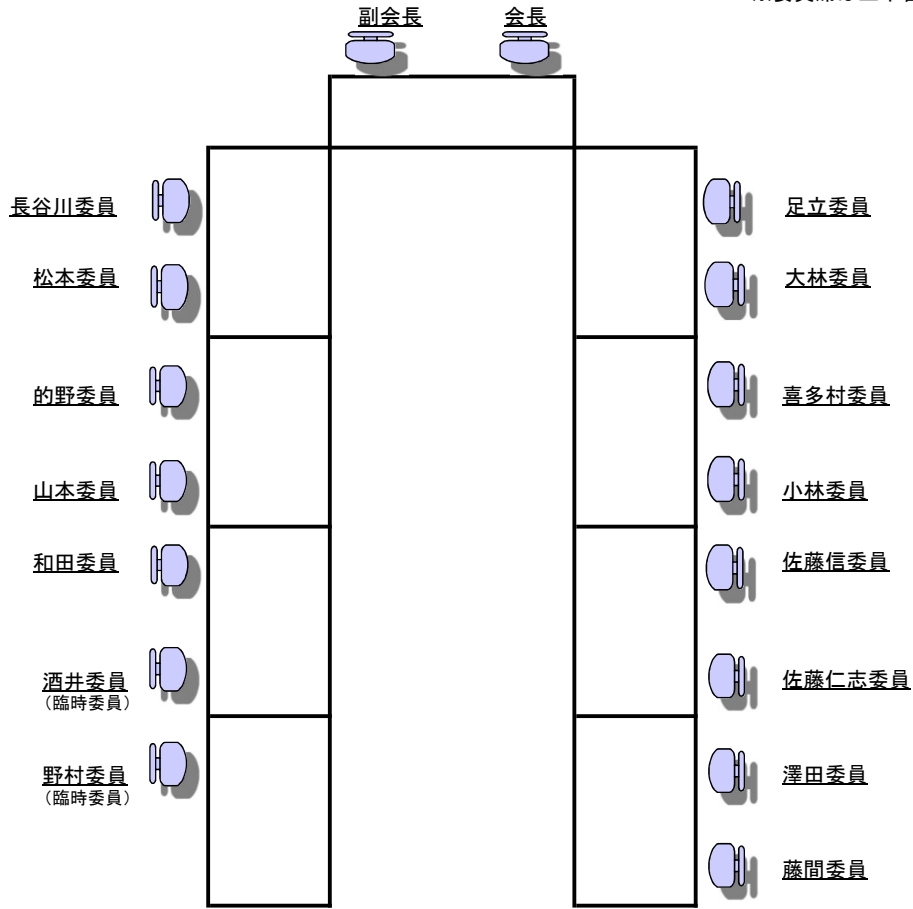 副会長
会長
長谷川委員
松本委員
的野委員
山本委員
和田委員
酒井委員
（臨時委員）
野村委員
（臨時委員）
足立委員
大林委員
喜多村委員
小林委員
佐藤信委員
佐藤仁志委員
澤田委員
藤間委員